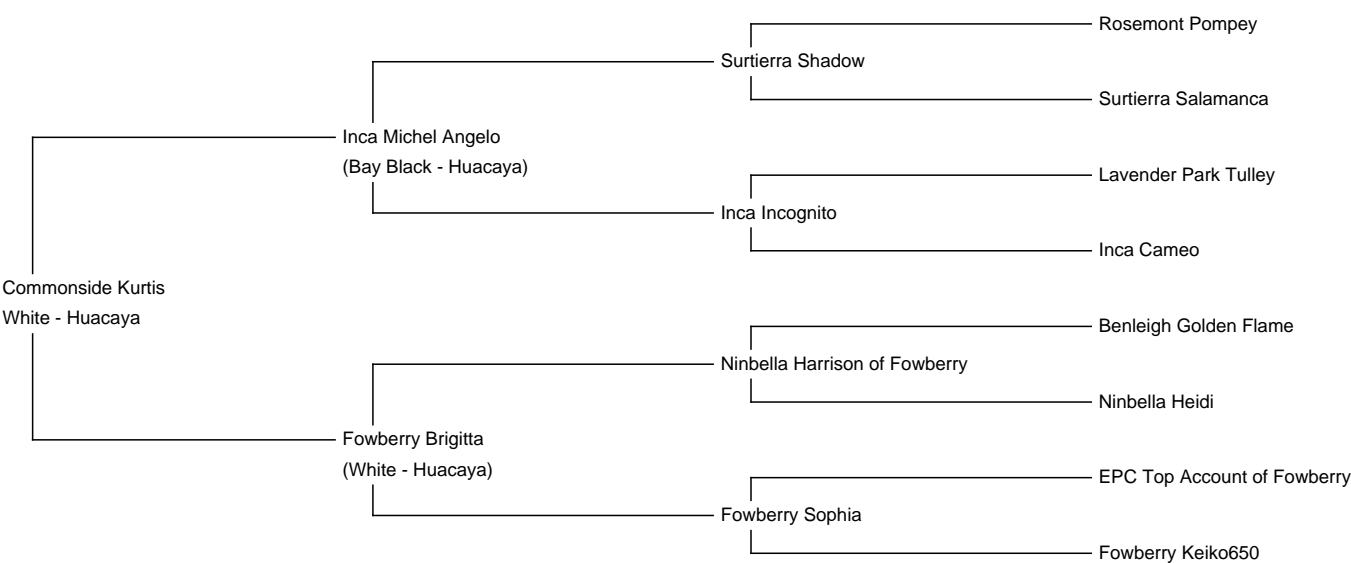 Rosemont Pompey
Surtierra Shadow
Surtierra Salamanca
Inca Michel Angelo
(Bay Black - Huacaya)
Lavender Park Tulley
Inca Incognito
Inca Cameo
Commonside Kurtis
White - Huacaya
Benleigh Golden Flame
Ninbella Harrison of Fowberry
Ninbella Heidi
Fowberry Brigitta
(White - Huacaya)
EPC Top Account of Fowberry
Fowberry Sophia
Fowberry Keiko650